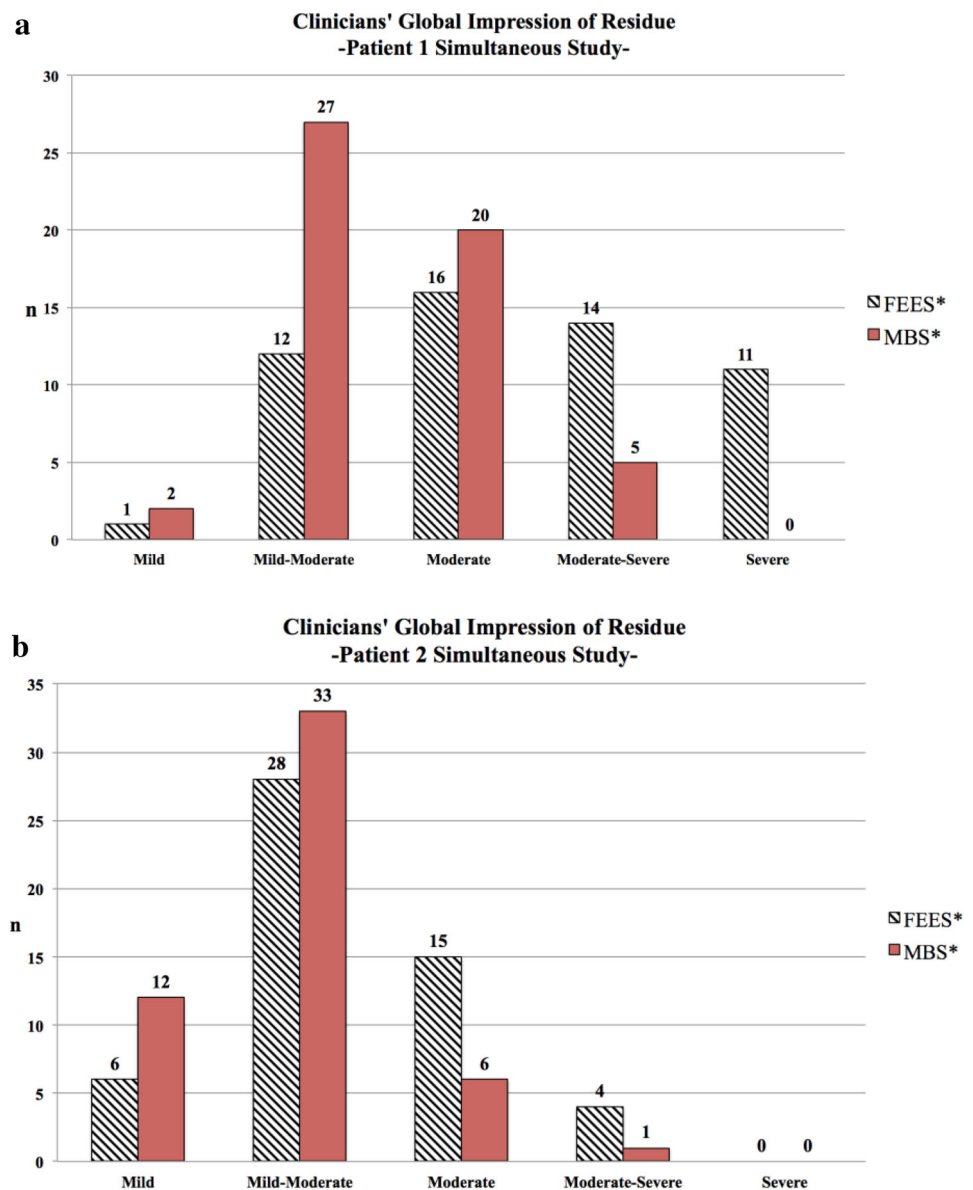 a
Clinicians' Global Impression of Residue
-Patient 1 Simultaneous Study-
30
25
20
15
10
5
0
n
1
2
12
27
16
20
14
5
11
0
Mild
Mild-Moderate
Moderate
Moderate-Severe
Severe
FEES*
MBS*
b
Clinicians' Global Impression of Residue
-Patient 2 Simultaneous Study-
35
30
25
20
15
10
5
0
n
6
12
28
33
15
6
4
1
0
0
Mild
Mild-Moderate
Moderate
Moderate-Severe
Severe
FEES*
MBS*